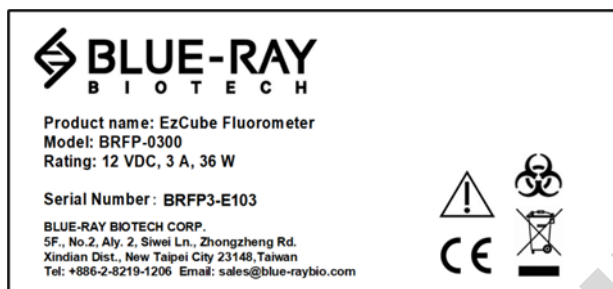 BLUE-RAY
BIOTECH
Product name: EzCube Fluorometer
Model: BRFP-0300
Rating: 12 VDC, 3 A, 36 W
Serial Number : BRFP3-E103
BLUE-RAY BIOTECH CORP.
5F., No.2, Aly. 2, Siwei Ln., Zhongzheng Rd.
Xindian Dist., New Taipei City 23148,Taiwan
Tel: +886-2-8219-1206 Email: sales@blue-raybio.com
CE